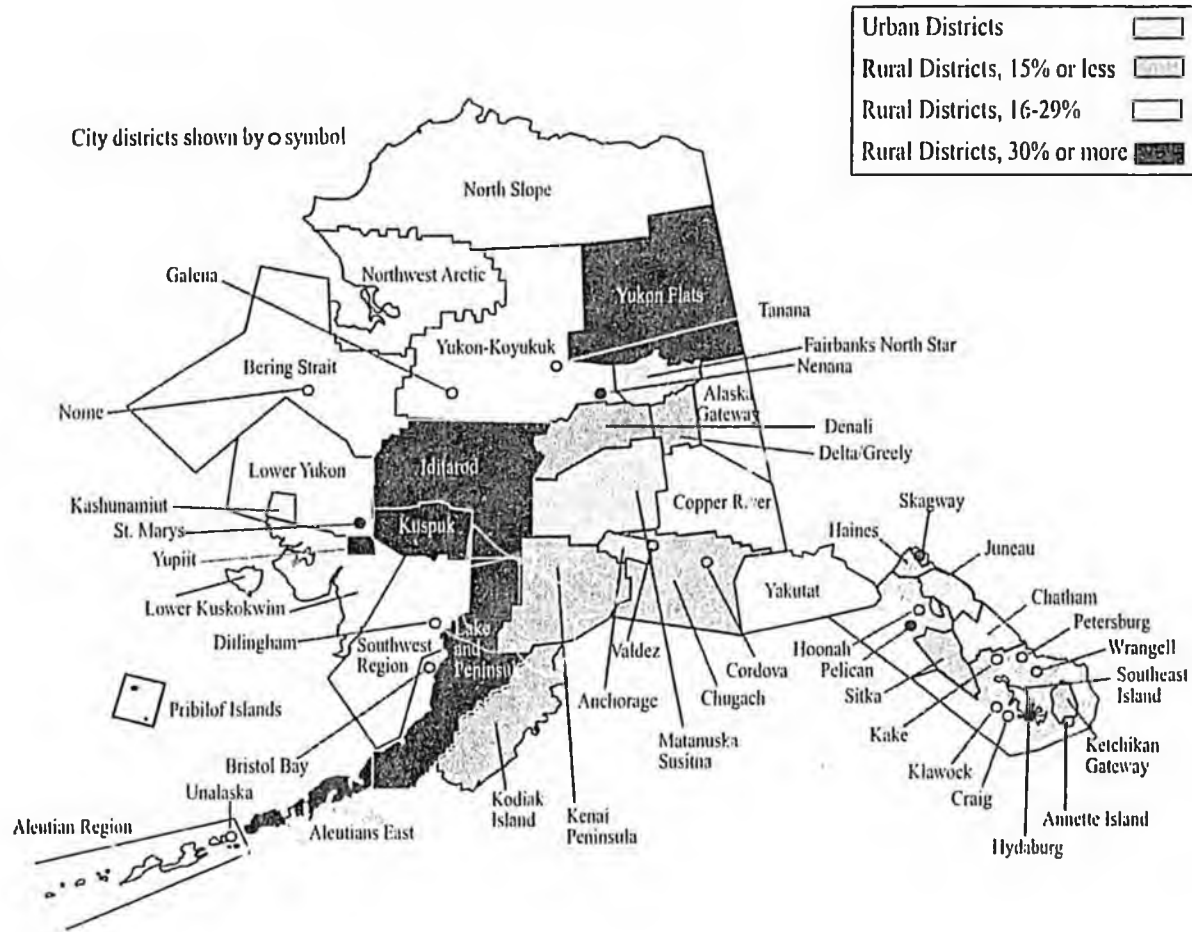 Urban Districts
Rural Districts, 15% or less
Rural Districts, 16-29%
Rural Districts, 30% or more
City districts shown by o symbol
North Slope
Northwest Arctic
Galena
Yukon Flats
Tanana
Yukon-Koyukuk
Fairbanks North Star
Nenana
Bering Strait
Nome
Alaska
Gateway
Denali
Delta/Greely
Iditarod
Lower Yukon
Kashunamiut
St. Marys
Kuspuk
Copper River
Skagway
Haines
Juneau
Yupiit
Lower Kuskokwim
Yakutat
Chatham
Petersburg
Dillingham
Southwest
Region
Lake
and
Peninsula
Hoonah
Pelican
Wrangell
Valdez
Cordova
Sitka
Southeast
Island
Anchorage
Chugach
Pribilof Islands
Kake
Matanuska
Susitna
Ketchikan
Gateway
Bristol Bay
Klawock
Unalaska
Kodiak
Island
Kenai
Peninsula
Craig
Annette Island
Aleutian Region
Aleutians East
Hydaburg